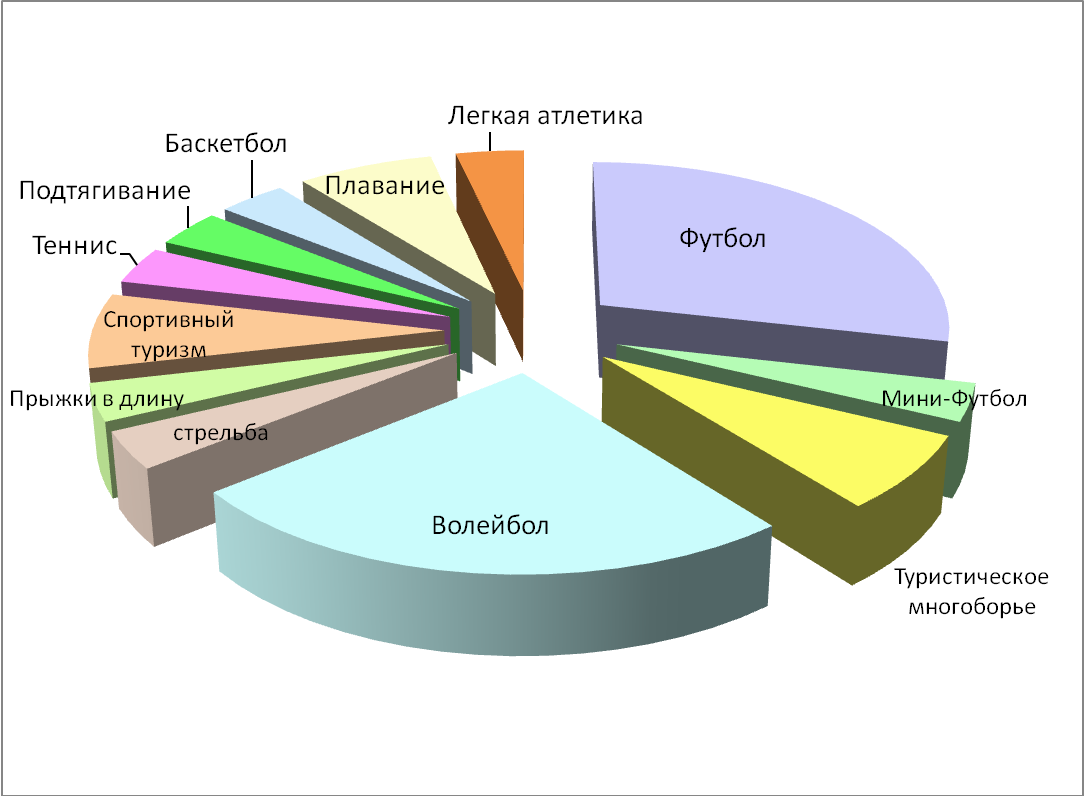 Легкая атлетика
Баскетбол
Плавание
Подтягивание
Футбол
Теннис
Спортивный
туризм
Прыжки в длину
Мини-Футбол
стрельба
Волейбол
Туристическое
многоборье